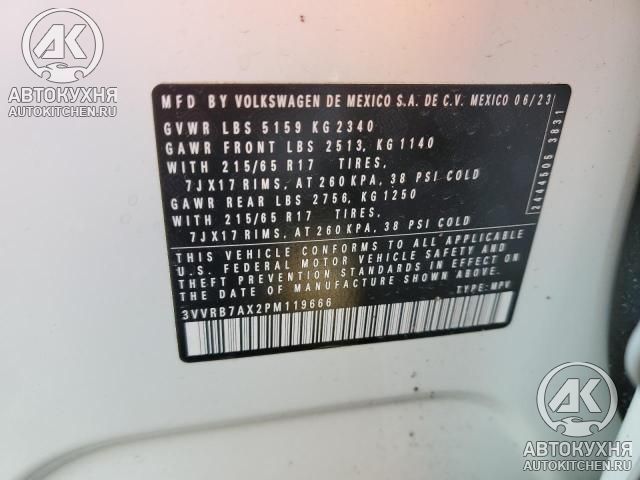 AK
АВТОКУХНЯ
AUTOKITCHEN.RU
MFD BY VOLKSWAGEN DE MEXICO S.A. DE C.V. MEXICO 06/23
GVWR LBS 5159 KG 2340
GAWR FRONT LBS 2513, KG 1140
WITH 215/65 R17 TIRES,
7JX17 RIMS, AT 260 KPA, 38 PSI COLD
GAWR REAR LBS 2756, KG 1250
WITH 215/65 R17 TIRES,
7JX17 RIMS, AT 260 KPA, 38 PSI COLD
THIS VEHICLE CONFORMS TO ALL APPLICABLE
U.S. FEDERAL MOTOR VEHICLE SAFETY AND
THEFT PREVENTION STANDARDS IN EFFECT ON
THE DATE OF MANUFACTURE SHOWN ABOVE.
TYPE: MPV
3VVRB7AX2PM119666
2444505 3831
AK
АВТОКУХНЯ
AUTOKITCHEN.RU